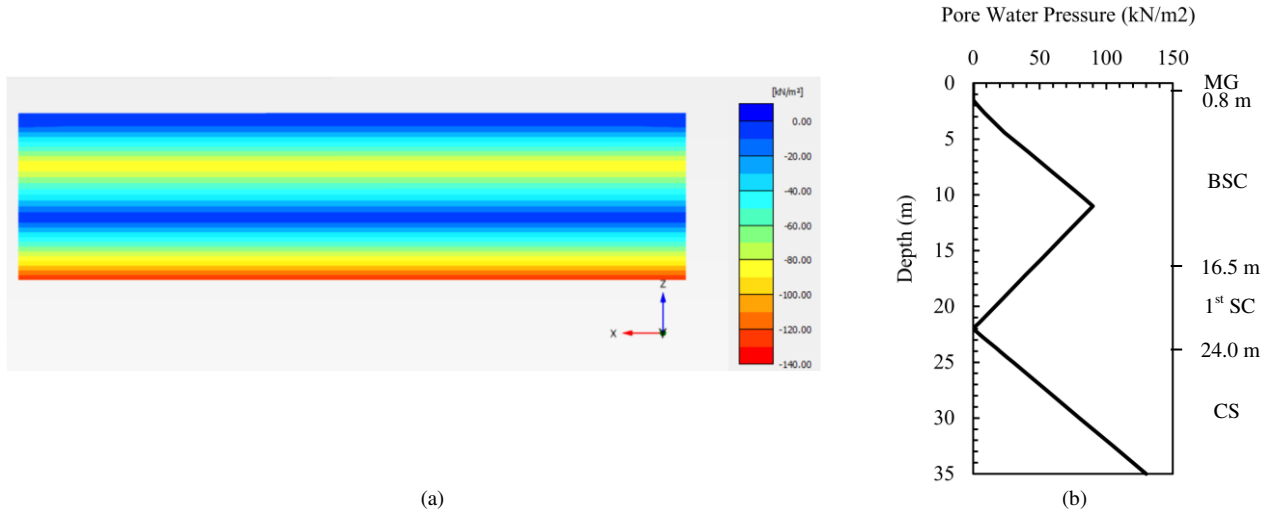 [kN/m²]
0.00
-20.00
-40.00
-60.00
-80.00
-100.00
-120.00
-140.00
Z
Y
X
(a)
Pore Water Pressure (kN/m2)
0 50 100 150
Depth (m)
0
5
10
15
20
25
30
35
MG
0.8 m
BSC
16.5 m
1st SC
24.0 m
CS
(b)